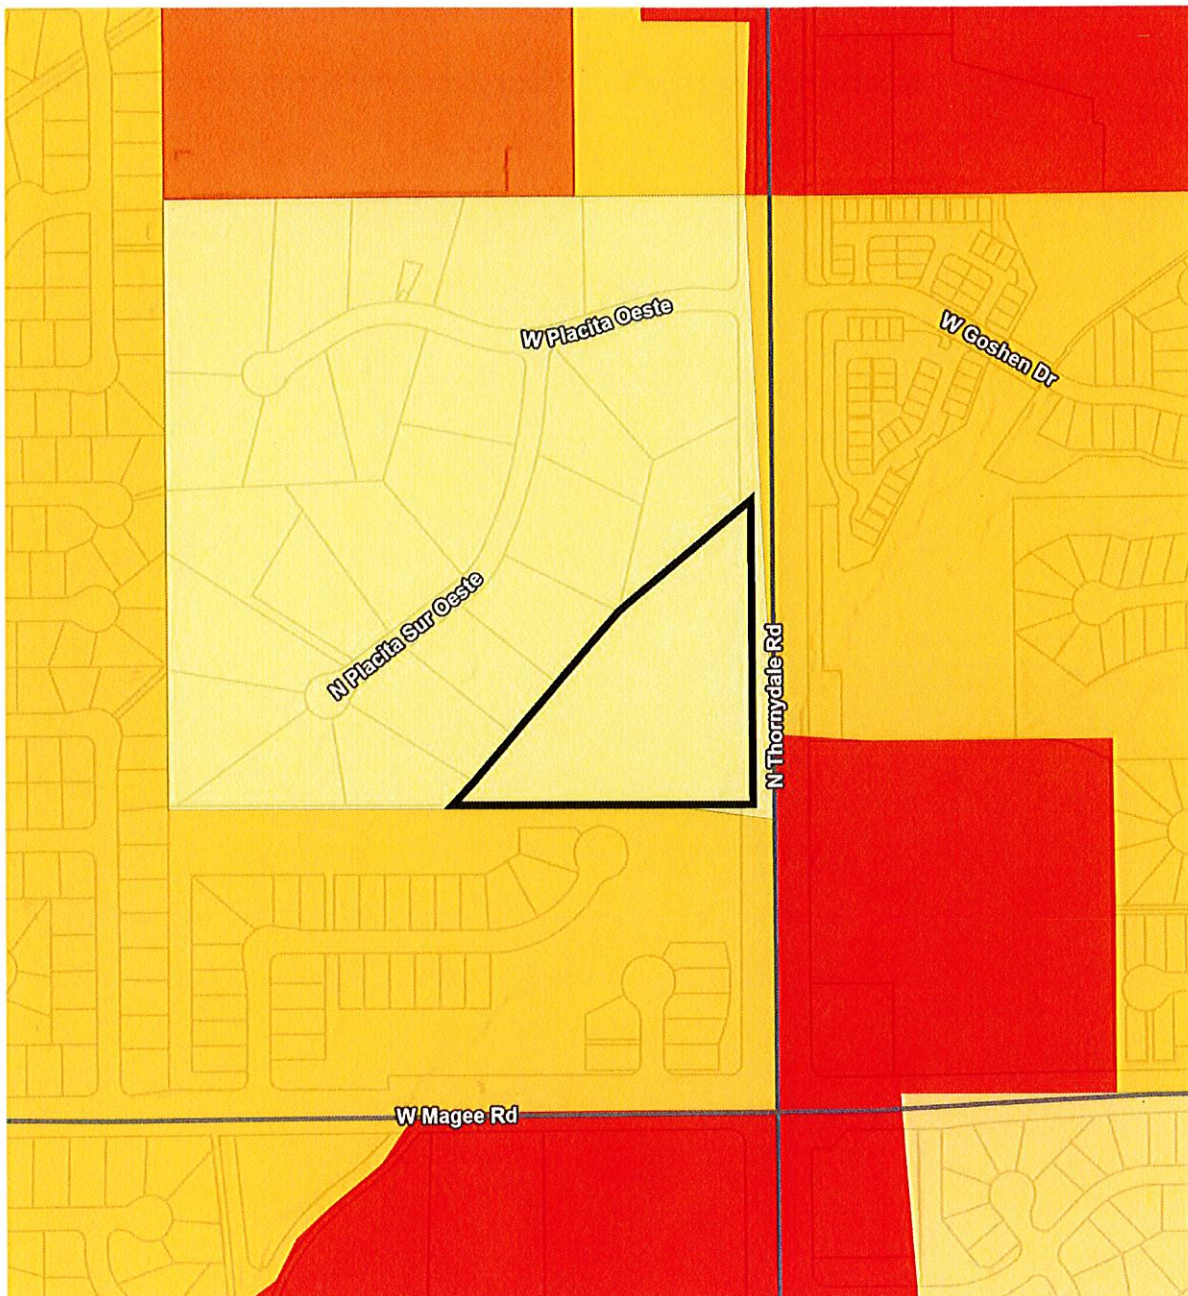 W Placita Oeste
W Goshen Dr
N Placita Sur Oeste
N Thornydale Rd
W Magee Rd